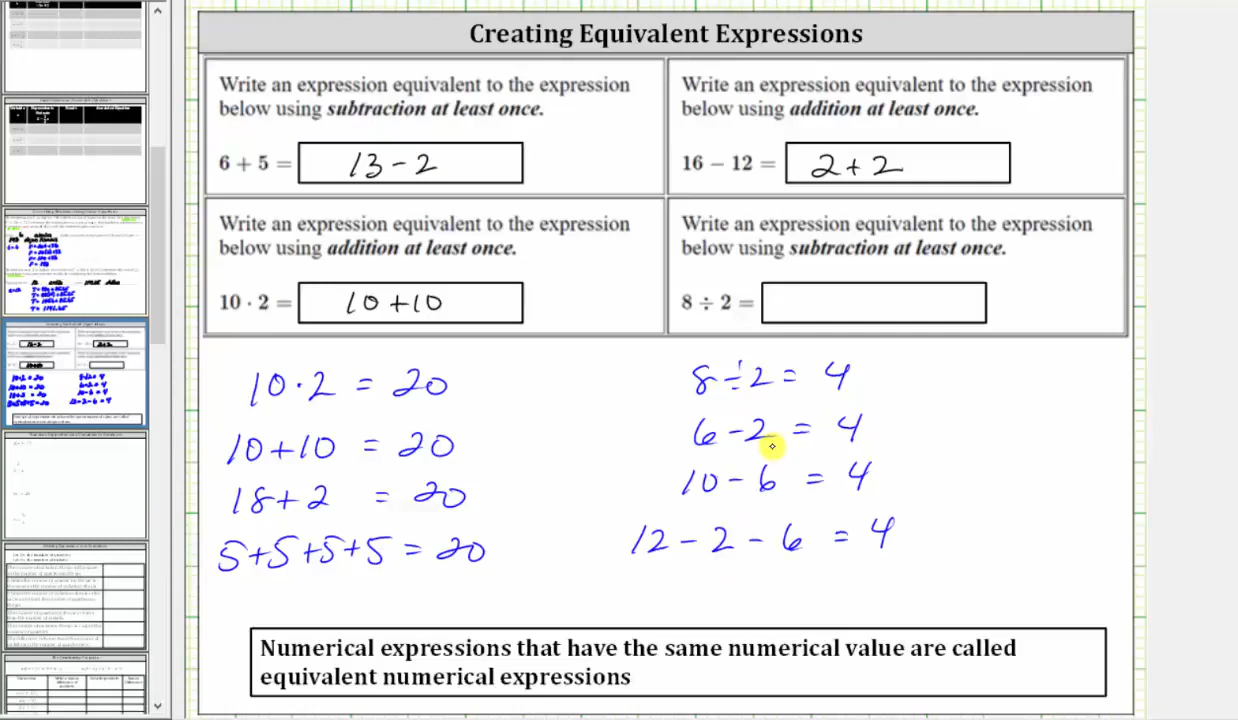 Creating Equivalent Expressions
Write an expression equivalent to the expression
below using subtraction at least once.
6 + 5 = 13 - 2
Write an expression equivalent to the expression
below using addition at least once.
16 − 12 = 2 + 2
Write an expression equivalent to the expression
below using addition at least once.
10 · 2 = 10 + 10
Write an expression equivalent to the expression
below using subtraction at least once.
8 ÷ 2 =
10 · 2 = 20
10 + 10 = 20
18 + 2 = 20
5 + 5 + 5 + 5 = 20
8 ÷ 2 = 4
6 - 2 = 4
10 - 6 = 4
12 - 2 - 6 = 4
Numerical expressions that have the same numerical value are called
equivalent numerical expressions